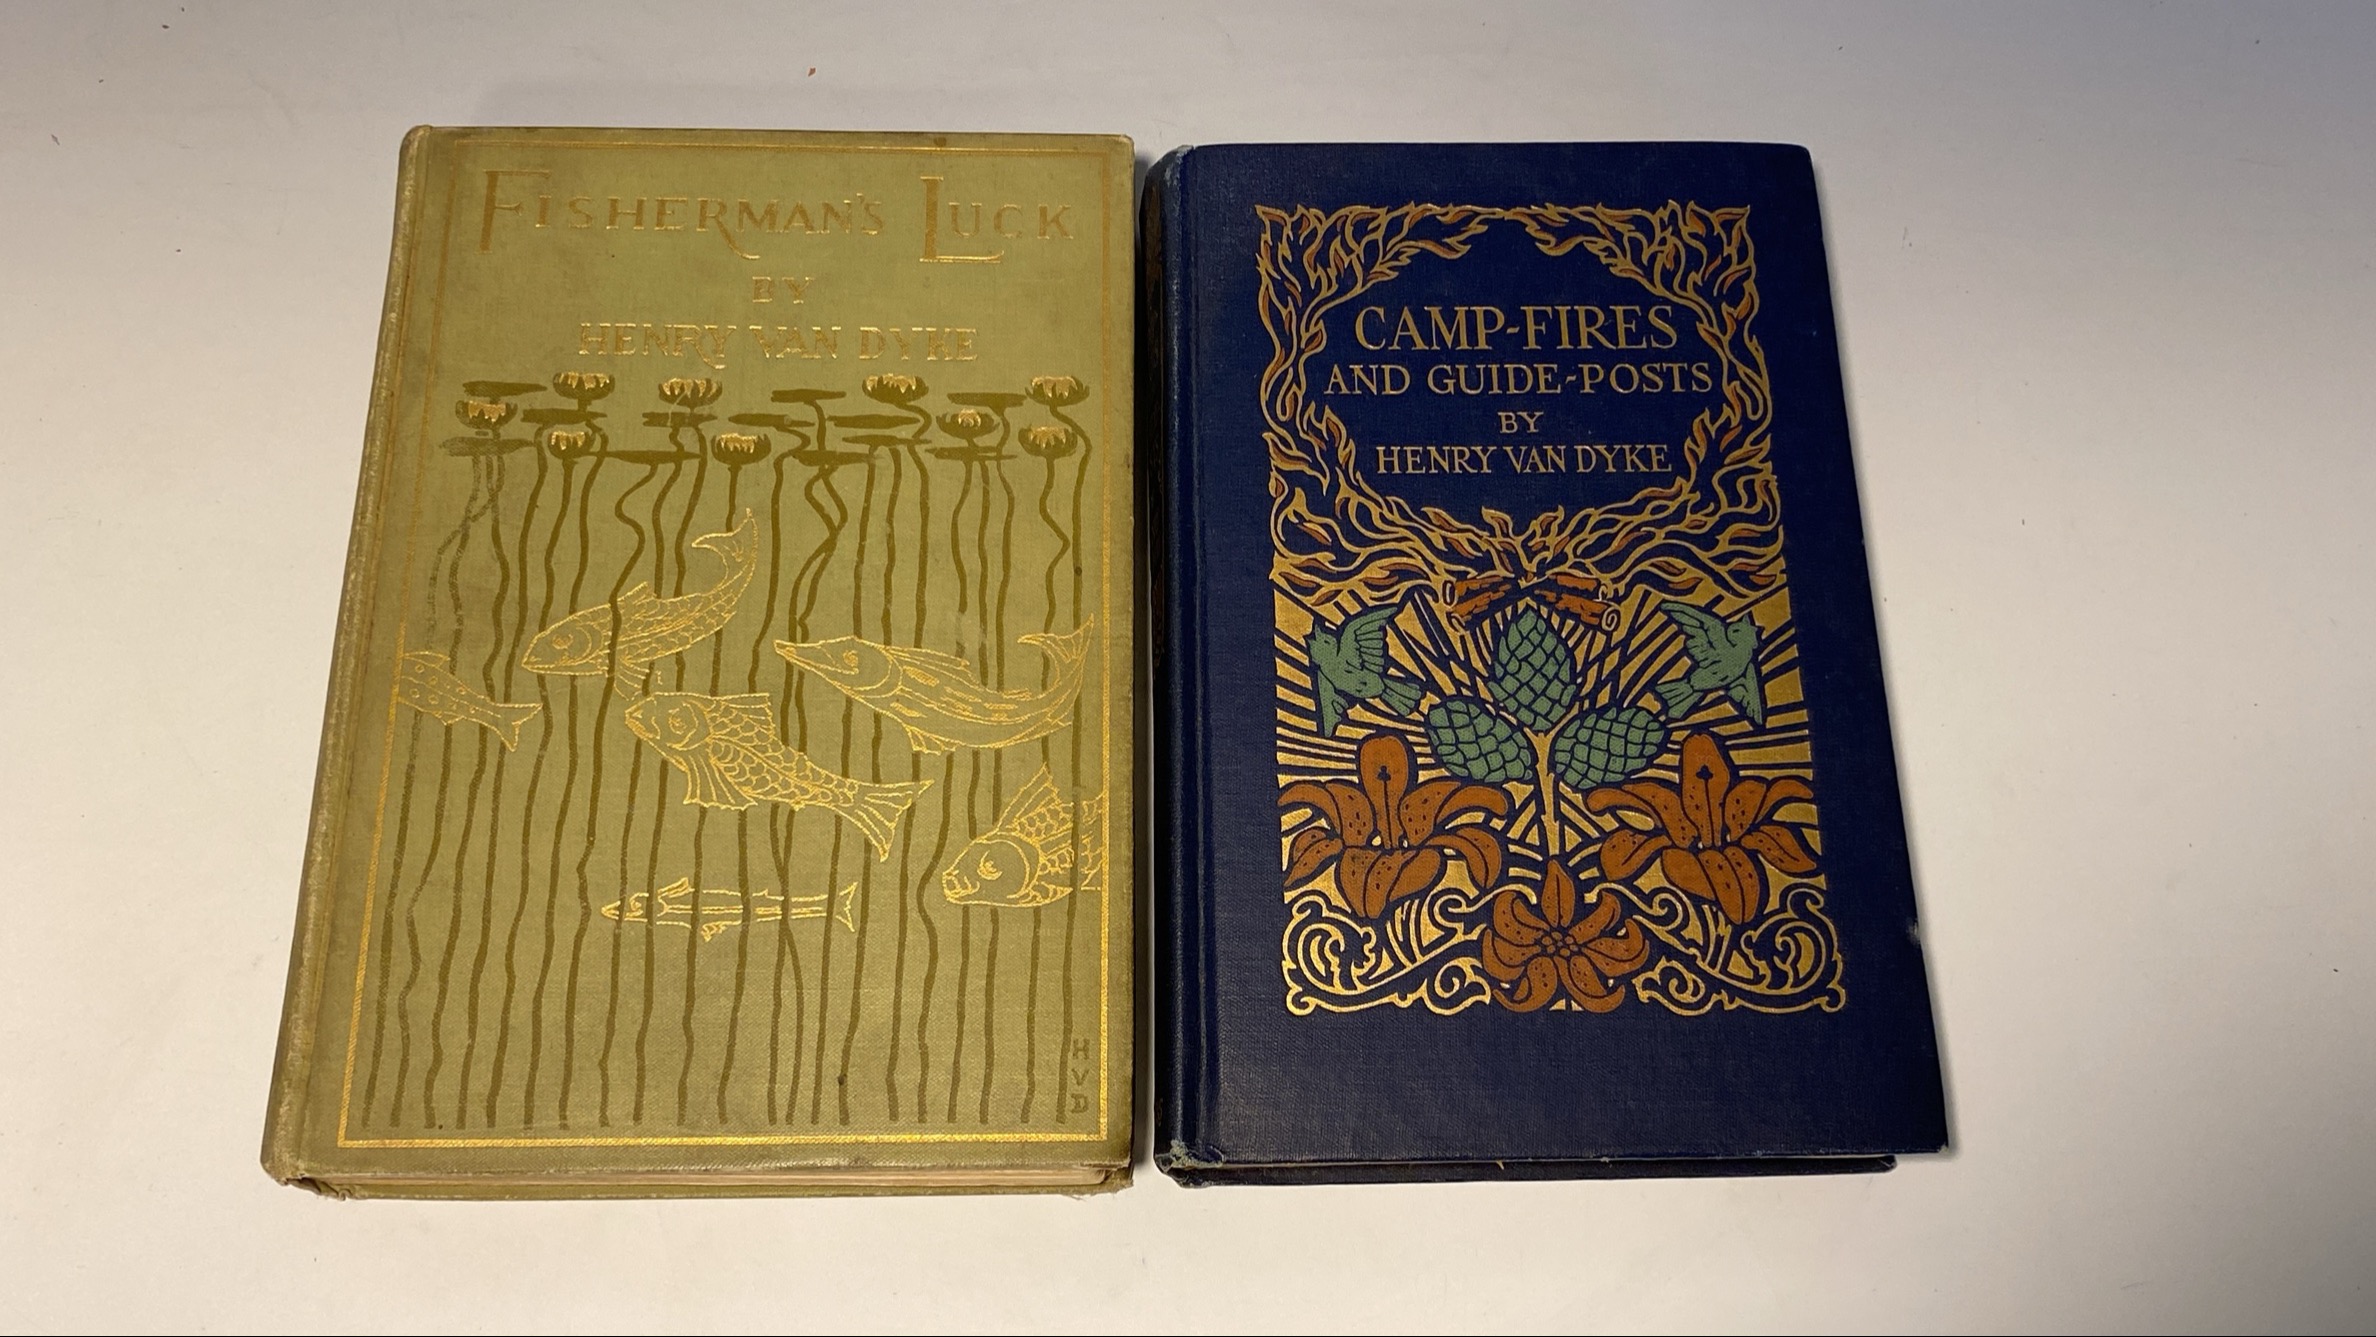 FISHERMAN'S LUCK
BY
HENRY VAN DYKE
HVD
CAMP-FIRES
AND GUIDE-POSTS
BY
HENRY VAN DYKE